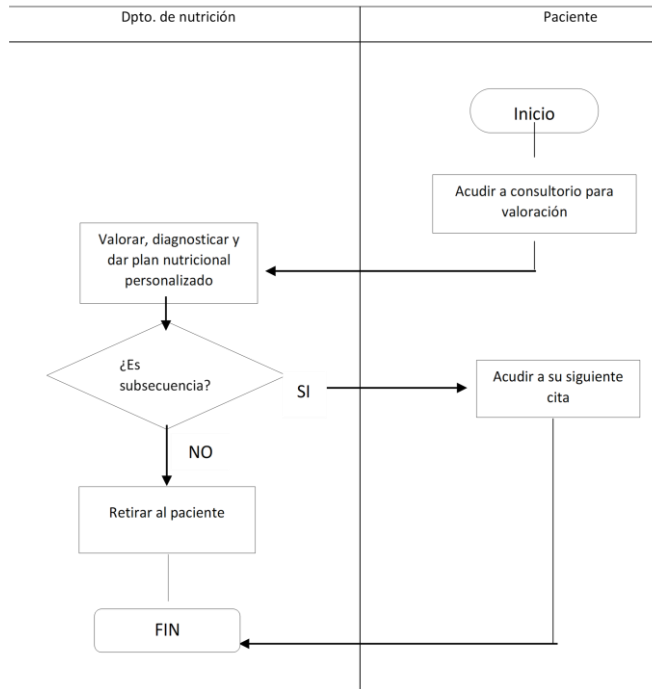 Dpto. de nutrición
Paciente
Inicio
Acudir a consultorio para
valoración
Valorar, diagnosticar y
dar plan nutricional
personalizado
¿Es
subsecuencia?
SI
Acudir a su siguiente
cita
NO
Retirar al paciente
FIN